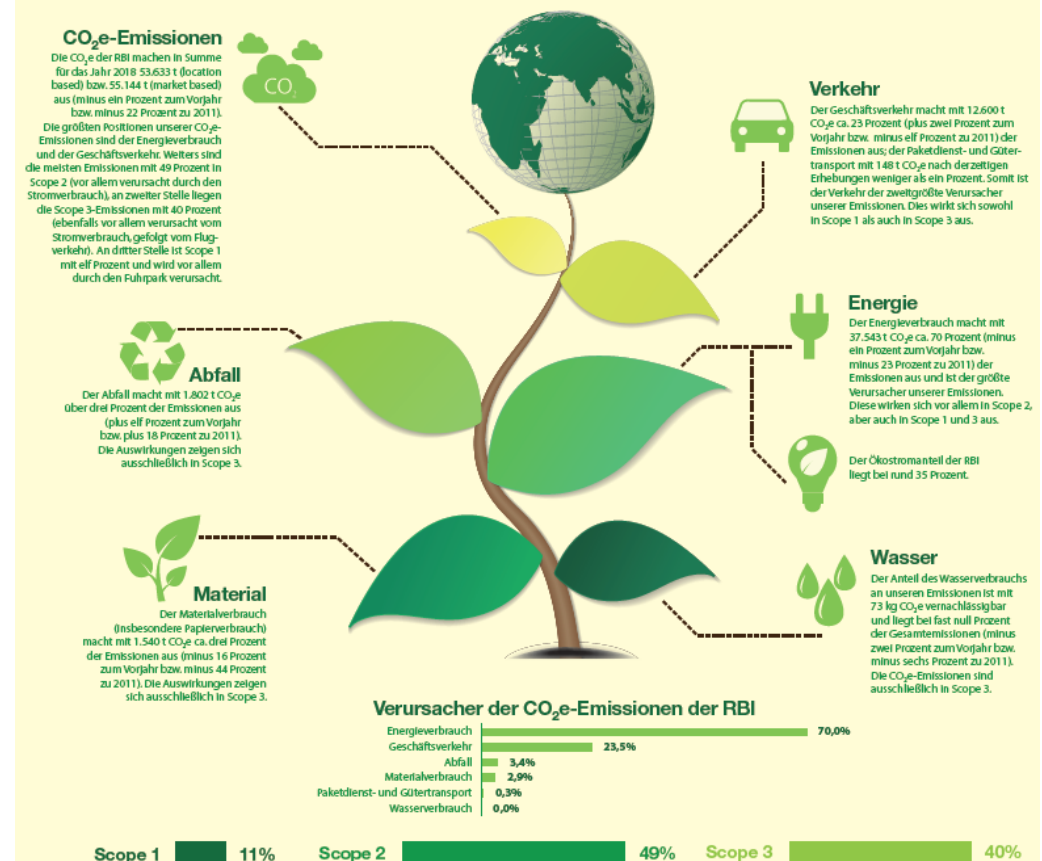 CO₂e-Emissionen
Die CO₂e der RBI machen in Summe
für das Jahr 2018 53.633 t (location
based) bzw. 55.144 t (market based)
aus (minus ein Prozent zum Vorjahr
bzw. minus 22 Prozent zu 2011).
Die größten Positionen unserer CO₂e-
Emissionen sind der Energieverbrauch
und der Geschäftsverkehr. Weiters sind
die meisten Emissionen mit 49 Prozent in
Scope 2 (vor allem verursacht durch den
Stromverbrauch), an zweiter Stelle liegen
die Scope 3-Emissionen mit 40 Prozent
(ebenfalls vor allem verursacht vom
Stromverbrauch, gefolgt vom Flug-
verkehr). An dritter Stelle ist Scope 1
mit elf Prozent und wird vor allem
durch den Fuhrpark verursacht.
CO₂
Verkehr
Der Geschäftsverkehr macht mit 12.600 t
CO₂e ca. 23 Prozent (plus zwei Prozent zum
Vorjahr bzw. minus elf Prozent zu 2011) der
Emissionen aus; der Paketdienst- und Güter-
transport mit 148 t CO₂e nach derzeitigen
Erhebungen weniger als ein Prozent. Somit ist
der Verkehr der zweitgrößte Verursacher
unserer Emissionen. Dies wirkt sich sowohl
in Scope 1 als auch in Scope 3 aus.
Energie
Der Energieverbrauch macht mit
37.543 t CO₂e ca. 70 Prozent (minus
ein Prozent zum Vorjahr bzw.
minus 23 Prozent zu 2011) der
Emissionen aus und ist der größte
Verursacher unserer Emissionen.
Diese wirken sich vor allem in Scope 2,
aber auch in Scope 1 und 3 aus.
Der Ökostromanteil der RBI
liegt bei rund 35 Prozent.
Abfall
Der Abfall macht mit 1.802 t CO₂e
über drei Prozent der Emissionen aus
(plus elf Prozent zum Vorjahr
bzw. plus 18 Prozent zu 2011).
Die Auswirkungen zeigen sich
ausschließlich in Scope 3.
Material
Der Materialverbrauch
(insbesondere Papierverbrauch)
macht mit 1.540 t CO₂e ca. drei Prozent
der Emissionen aus (minus 16 Prozent
zum Vorjahr bzw. minus 44 Prozent
zu 2011). Die Auswirkungen zeigen
sich ausschließlich in Scope 3.
Wasser
Der Anteil des Wasserverbrauchs
an unseren Emissionen ist mit
73 kg CO₂e vernachlässigbar
und liegt bei fast null Prozent
der Gesamtemissionen (minus
zwei Prozent zum Vorjahr bzw.
minus sechs Prozent zu 2011).
Die CO₂e-Emissionen sind
ausschließlich in Scope 3.
Verursacher der CO₂e-Emissionen der RBI
Energieverbrauch 70,0%
Geschäftsverkehr 23,5%
Abfall 3,4%
Materialverbrauch 2,9%
Paketdienst- und Gütertransport 0,3%
Wasserverbrauch 0,0%
Scope 1 11% Scope 2 49% Scope 3 40%